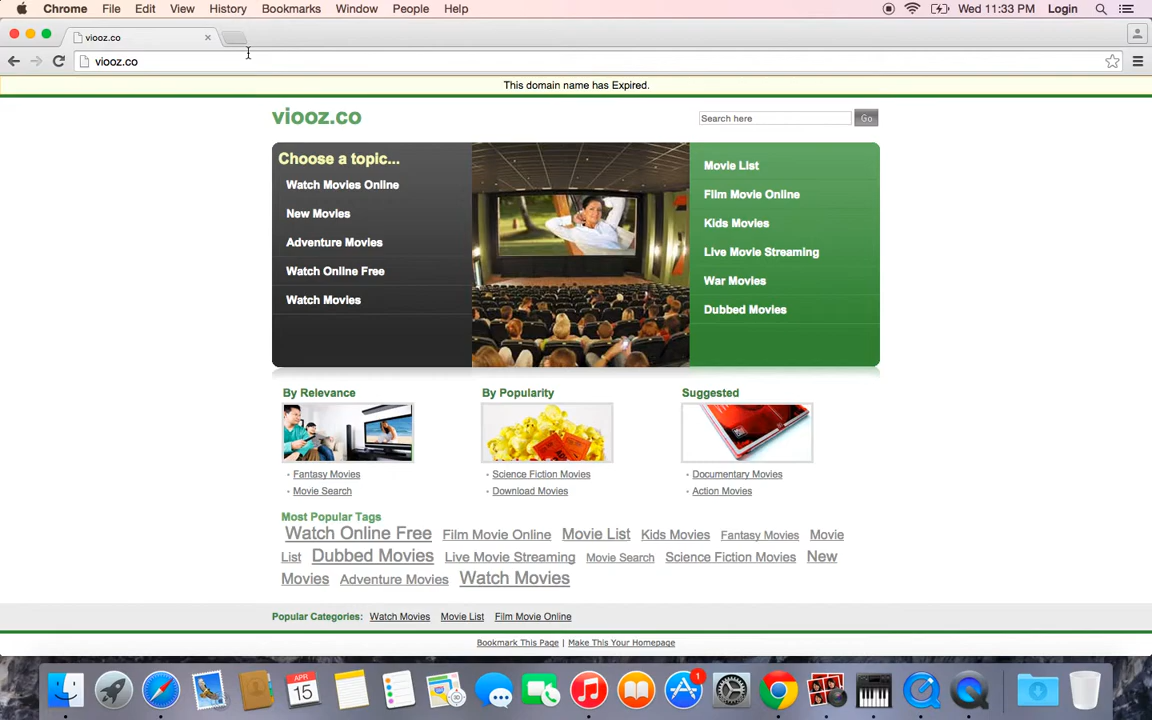 Chrome File Edit View History Bookmarks Window People Help Wed 11:33 PM Login
viooz.co
viooz.co
This domain name has Expired.
viooz.co
Search here Go
Choose a topic...
Watch Movies Online
New Movies
Adventure Movies
Watch Online Free
Watch Movies
Movie List
Film Movie Online
Kids Movies
Live Movie Streaming
War Movies
Dubbed Movies
By Relevance
Fantasy Movies
Movie Search
By Popularity
Science Fiction Movies
Download Movies
Suggested
Documentary Movies
Action Movies
Most Popular Tags
Watch Online Free Film Movie Online Movie List Kids Movies Fantasy Movies Movie
List Dubbed Movies Live Movie Streaming Movie Search Science Fiction Movies New
Movies Adventure Movies Watch Movies
Popular Categories: Watch Movies Movie List Film Movie Online
Bookmark This Page | Make This Your Homepage
APR
15
30
1